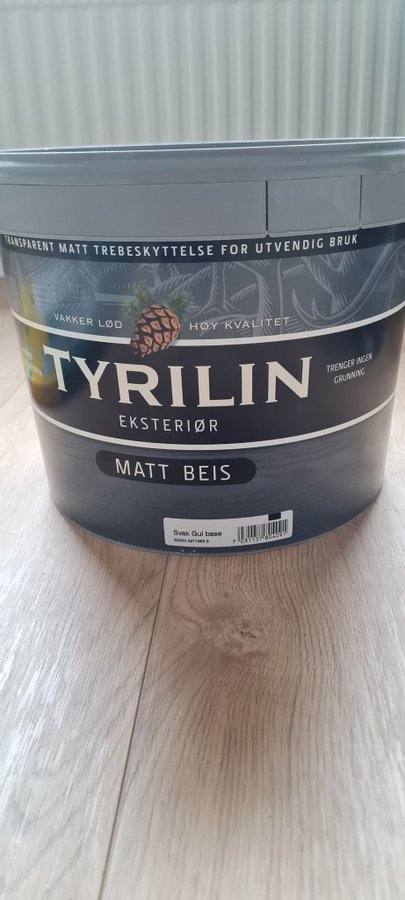 TRANSPARENT MATT TREBESKYTTELSE FOR UTVENDIG BRUK
VAKKER LØD HØY KVALITET
TYRILIN
TRENGER INGEN
GRUNNING
EKSTERIØR
MATT BEIS
Svak Gul base